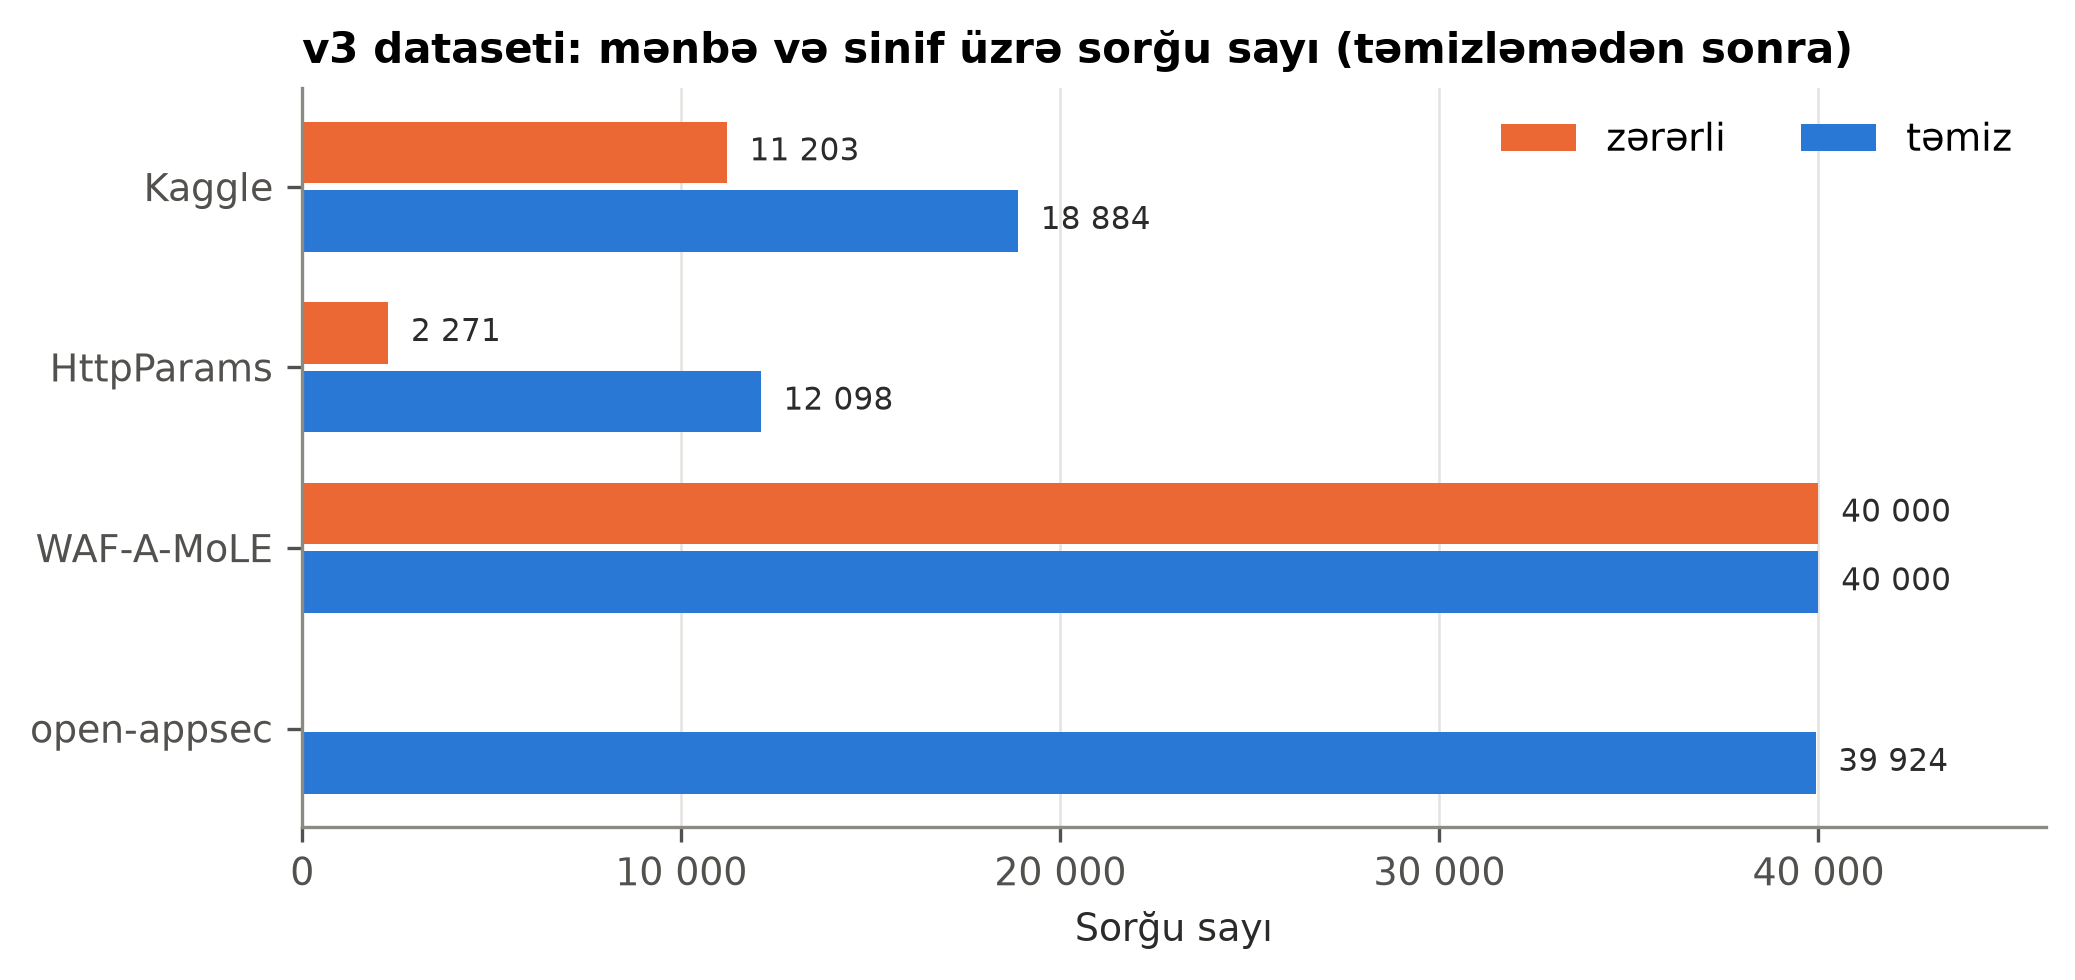 v3 dataseti: mənbə və sinif üzrə sorğu sayı (təmizləmədən sonra)
zərərli təmiz
Kaggle
11 203
18 884
HttpParams
2 271
12 098
WAF-A-MoLE
40 000
40 000
open-appsec
39 924
0 10 000 20 000 30 000 40 000
Sorğu sayı